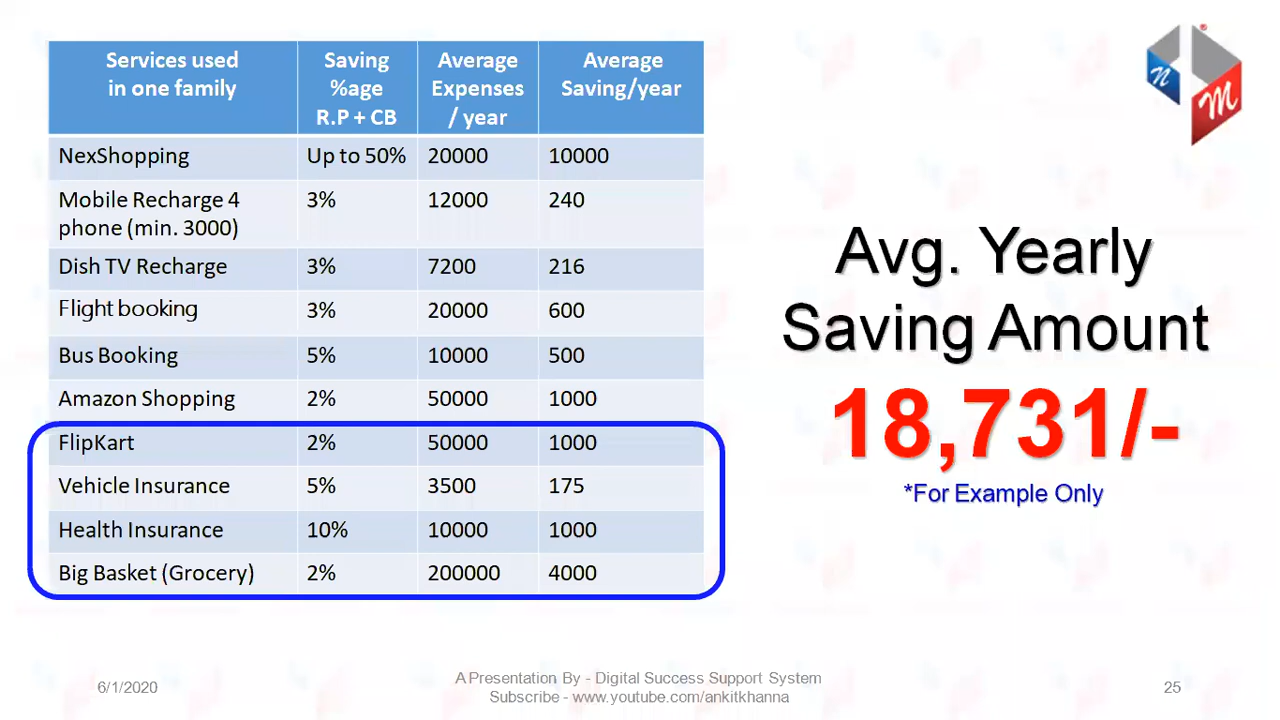 Services used
in one family
Saving
%age
R.P + CB
Average
Expenses
/ year
Average
Saving/year
NexShopping
Up to 50%
20000
10000
Mobile Recharge 4
phone (min. 3000)
3%
12000
240
Dish TV Recharge
3%
7200
216
Flight booking
3%
20000
600
Bus Booking
5%
10000
500
Amazon Shopping
2%
50000
1000
FlipKart
2%
50000
1000
Vehicle Insurance
5%
3500
175
Health Insurance
10%
10000
1000
Big Basket (Grocery)
2%
200000
4000
n
m
Avg. Yearly
Saving Amount
18,731/-
*For Example Only
6/1/2020
A Presentation By - Digital Success Support System
Subscribe - www.youtube.com/ankitkhanna
25